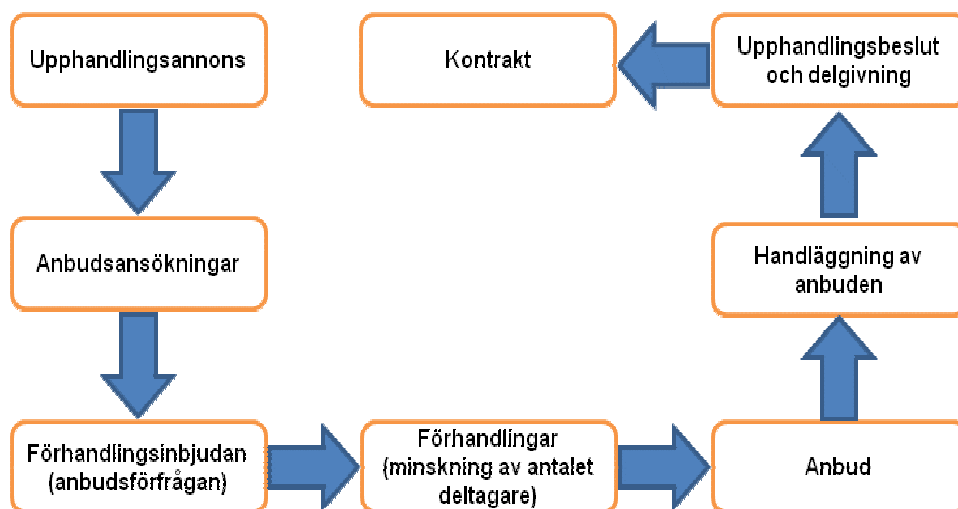 Upphandlingsannons
Anbudsansökningar
Förhandlingsinbjudan
(anbudsförfrågan)
Förhandlingar
(minskning av antalet
deltagare)
Anbud
Handläggning av
anbuden
Upphandlingsbeslut
och delgivning
Kontrakt